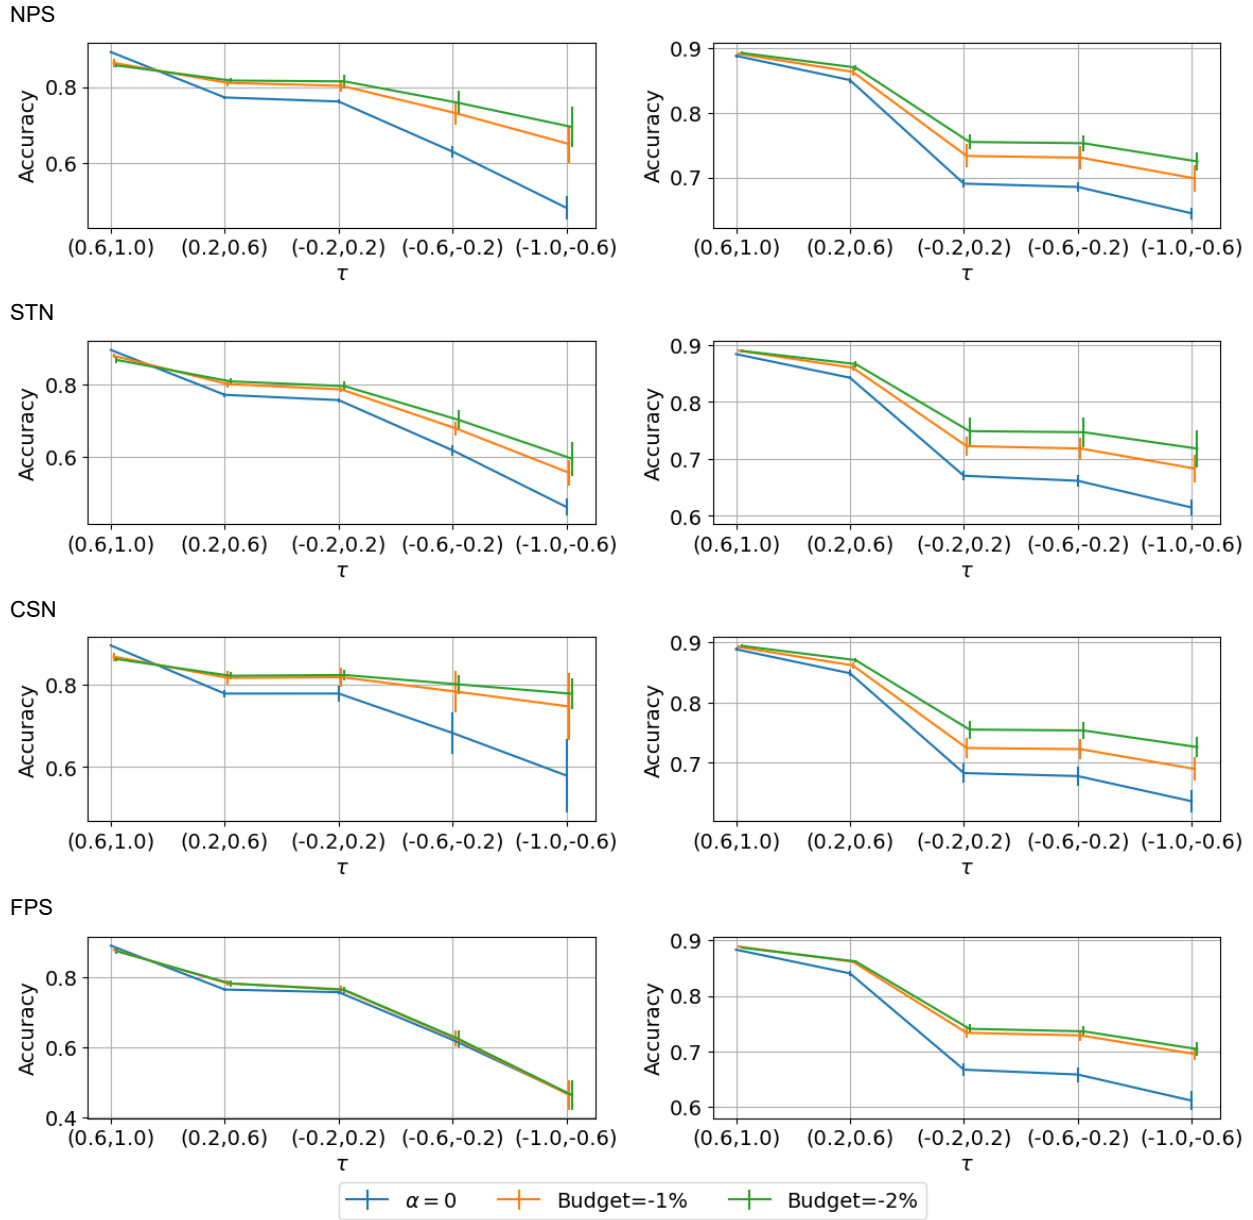 NPS
0.8
0.6
Accuracy
(0.6,1.0) (0.2,0.6) (-0.2,0.2) (-0.6,-0.2) (-1.0,-0.6)
τ
0.9
0.8
0.7
Accuracy
(0.6,1.0) (0.2,0.6) (-0.2,0.2) (-0.6,-0.2) (-1.0,-0.6)
τ
STN
0.8
0.6
Accuracy
(0.6,1.0) (0.2,0.6) (-0.2,0.2) (-0.6,-0.2) (-1.0,-0.6)
τ
0.9
0.8
0.7
0.6
Accuracy
(0.6,1.0) (0.2,0.6) (-0.2,0.2) (-0.6,-0.2) (-1.0,-0.6)
τ
CSN
0.8
0.6
Accuracy
(0.6,1.0) (0.2,0.6) (-0.2,0.2) (-0.6,-0.2) (-1.0,-0.6)
τ
0.9
0.8
0.7
Accuracy
(0.6,1.0) (0.2,0.6) (-0.2,0.2) (-0.6,-0.2) (-1.0,-0.6)
τ
FPS
0.8
0.6
0.4
Accuracy
(0.6,1.0) (0.2,0.6) (-0.2,0.2) (-0.6,-0.2) (-1.0,-0.6)
τ
0.9
0.8
0.7
0.6
Accuracy
(0.6,1.0) (0.2,0.6) (-0.2,0.2) (-0.6,-0.2) (-1.0,-0.6)
τ
α = 0 Budget=-1% Budget=-2%